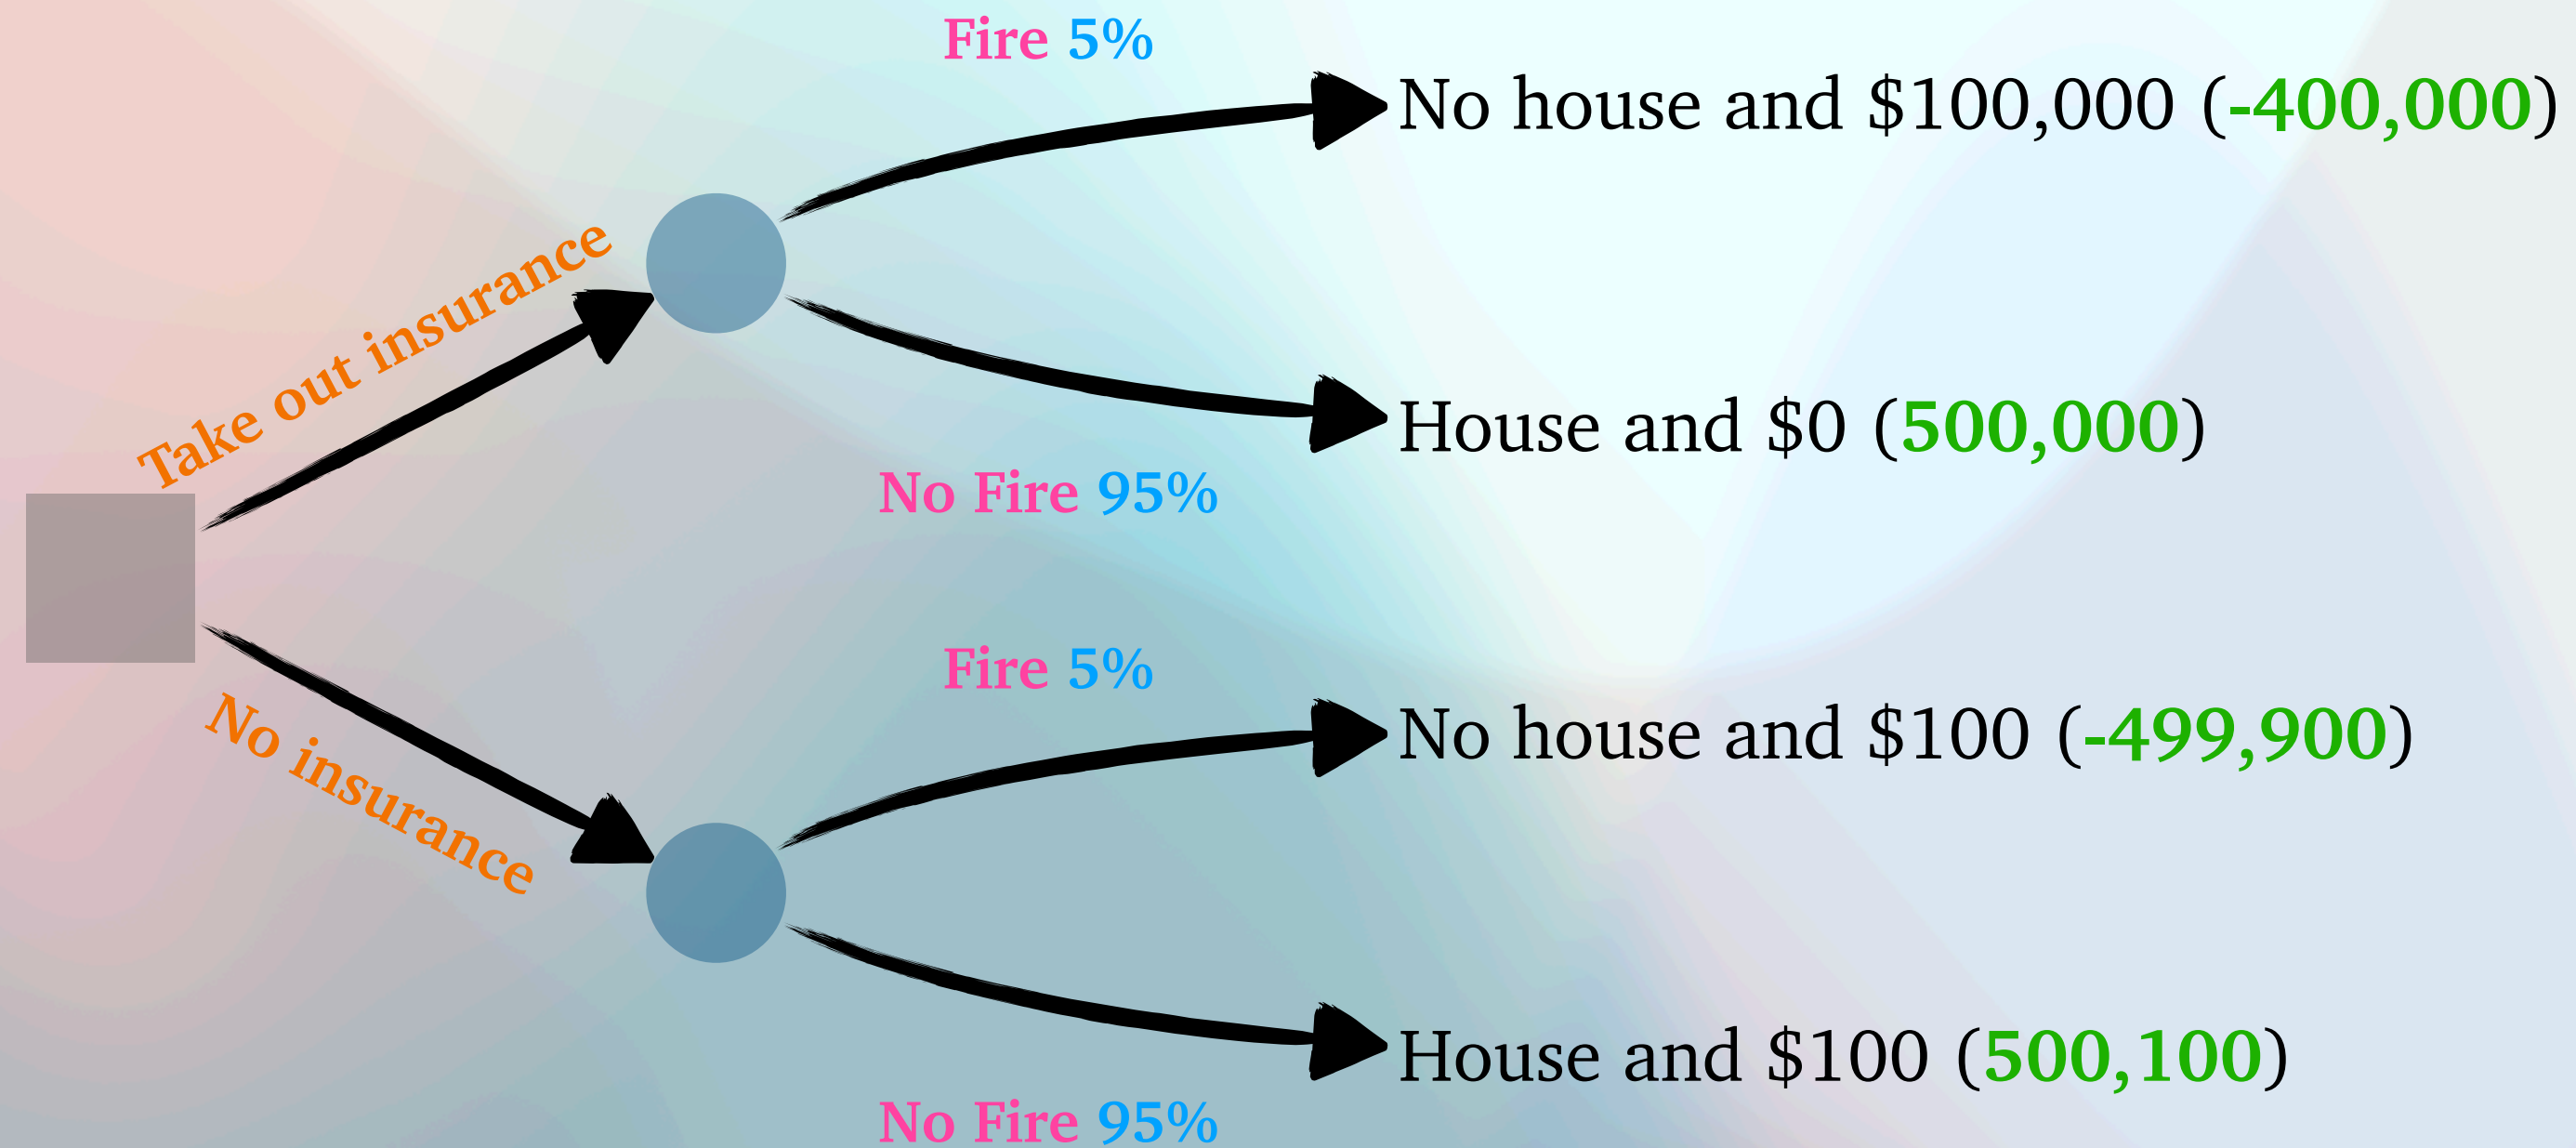 Fire 5%
No house and $100,000 (-400,000)
Take out insurance
House and $0 (500,000)
No Fire 95%
Fire 5%
No insurance
No house and $100 (-499,900)
House and $100 (500,100)
No Fire 95%